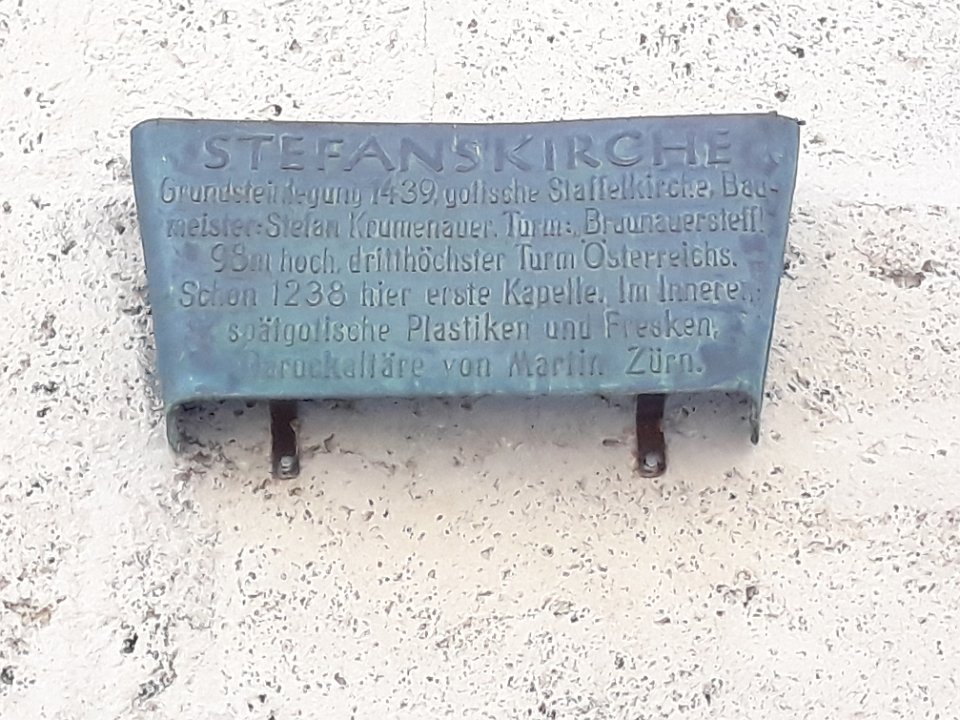 STEFANSKIRCHE
Grundsteinlegung 1439, gotische Staffelkirche, Bau-
meister: Stefan Krumenauer. Turm: „Braunauersteffl"
98m hoch, dritthöchster Turm Österreichs.
Schon 1238 hier erste Kapelle. Im Inneren:
spätgotische Plastiken und Fresken,
Barockaltäre von Martin Zürn.